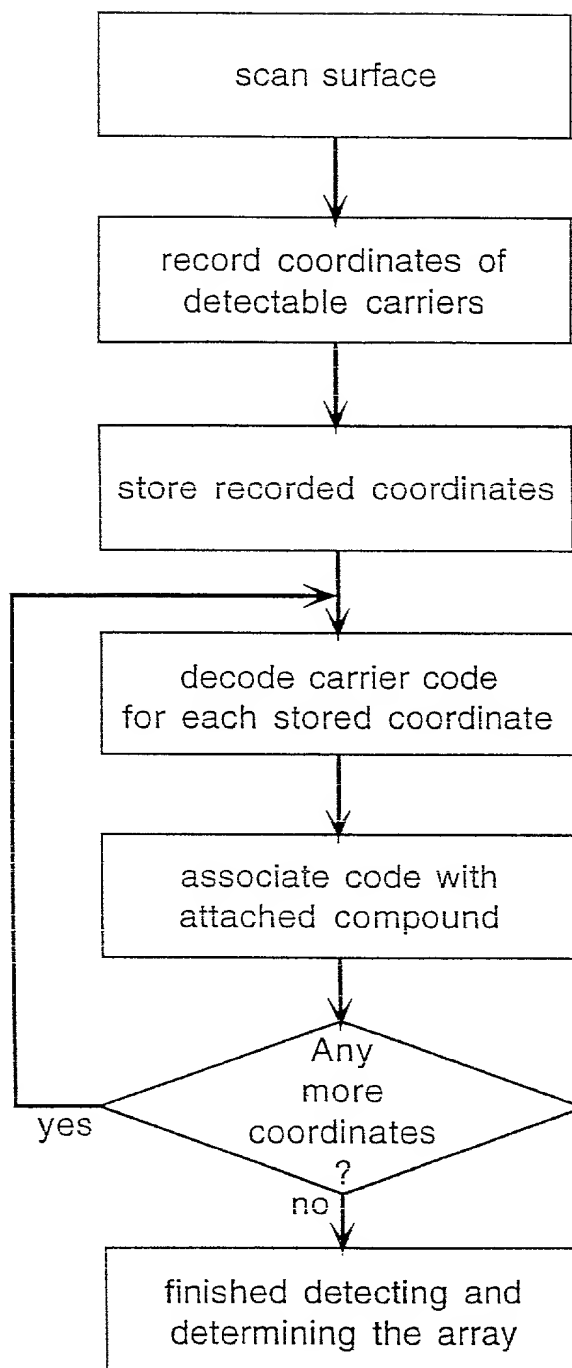 scan surface
record coordinates of
detectable carriers
store recorded coordinates
decode carrier code
for each stored coordinate
associate code with
attached compound
Any
more
coordinates
?
yes
no
finished detecting and
determining the array